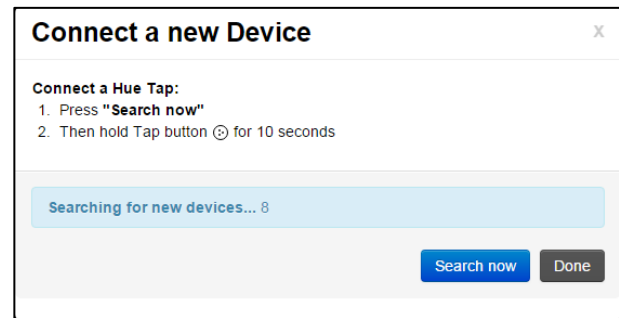 Connect a new Device
x
Connect a Hue Tap:
1. Press "Search now"
2. Then hold Tap button for 10 seconds
Searching for new devices... 8
Search now
Done